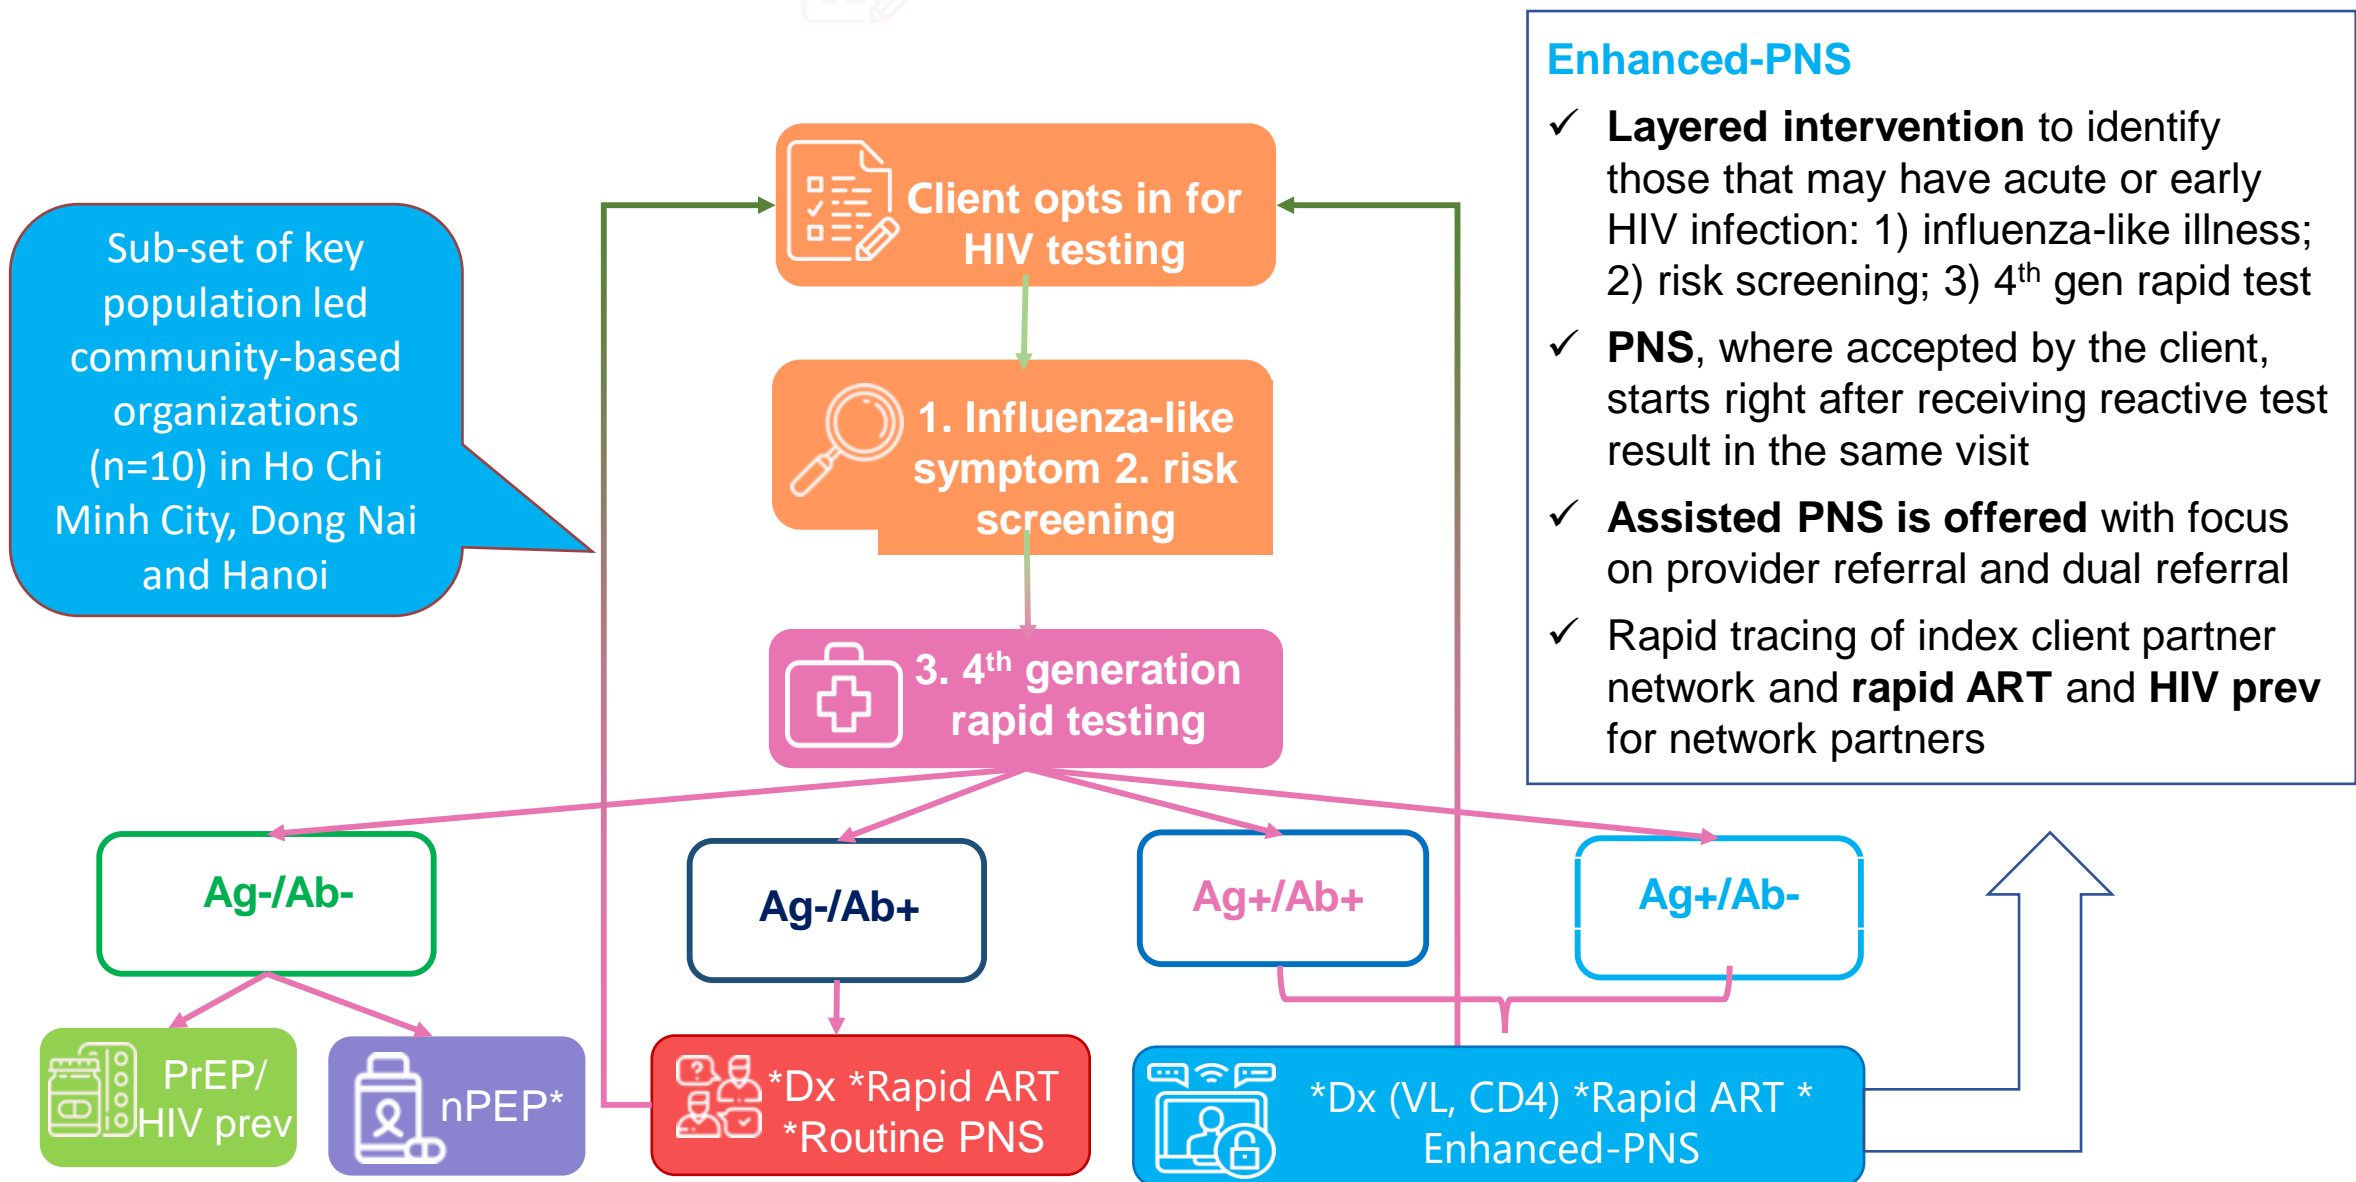 Enhanced-PNS
✓ Layered intervention to identify
those that may have acute or early
HIV infection: 1) influenza-like illness;
2) risk screening; 3) 4th gen rapid test
✓ PNS, where accepted by the client,
starts right after receiving reactive test
result in the same visit
✓ Assisted PNS is offered with focus
on provider referral and dual referral
✓ Rapid tracing of index client partner
network and rapid ART and HIV prev
for network partners
Client opts in for
HIV testing
Sub-set of key
population led
community-based
organizations
(n=10) in Ho Chi
Minh City, Dong Nai
and Hanoi
1. Influenza-like
symptom 2. risk
screening
3. 4th generation
rapid testing
Ag-/Ab-
Ag-/Ab+
Ag+/Ab+
Ag+/Ab-
PrEP/
HIV prev
nPEP*
*Dx *Rapid ART
*Routine PNS
*Dx (VL, CD4) *Rapid ART *
Enhanced-PNS